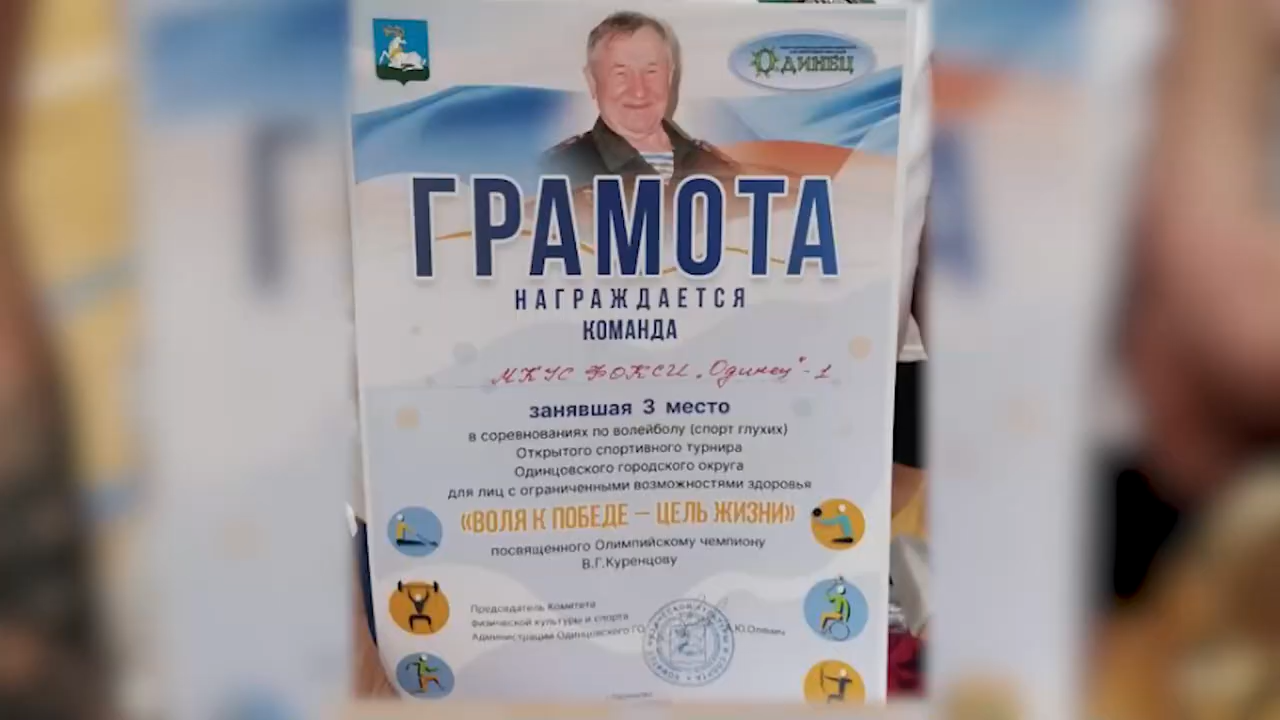 ОДИНЕЦ
ГРАМОТА
НАГРАЖДАЕТСЯ
КОМАНДА
МКУС ФОКСИ „Одинец"-1
занявшая 3 место
в соревнованиях по волейболу (спорт глухих)
Открытого спортивного турнира
Одинцовского городского округа
для лиц с ограниченными возможностями здоровья
«ВОЛЯ К ПОБЕДЕ – ЦЕЛЬ ЖИЗНИ»
посвященного Олимпийскому чемпиону
В.Г.Куренцову
Председатель Комитета
физической культуры и спорта
Администрации Одинцовского ГО